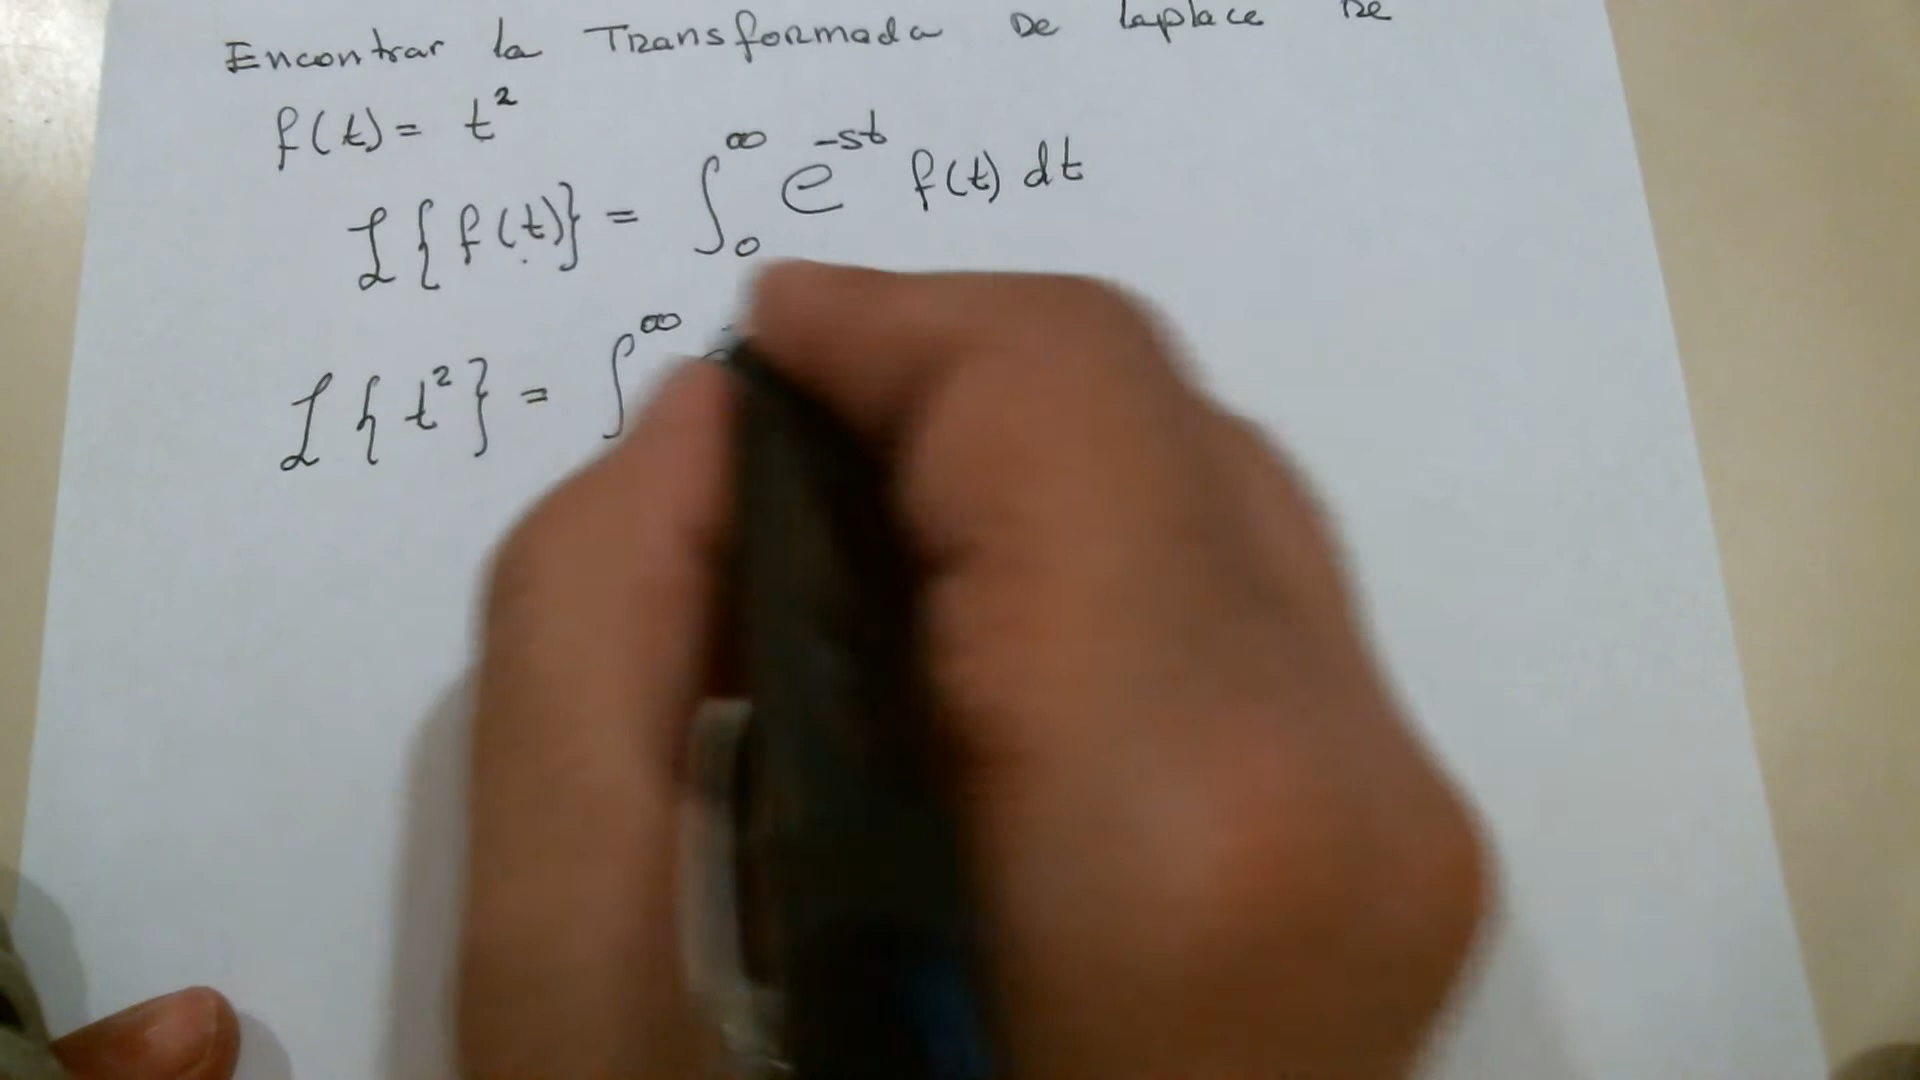 Encontrar la Transformada De laplace De
f(t) = t²
ℒ{f(t)} = ∫₀^∞ e^-st f(t) dt
ℒ{t²} = ∫^∞